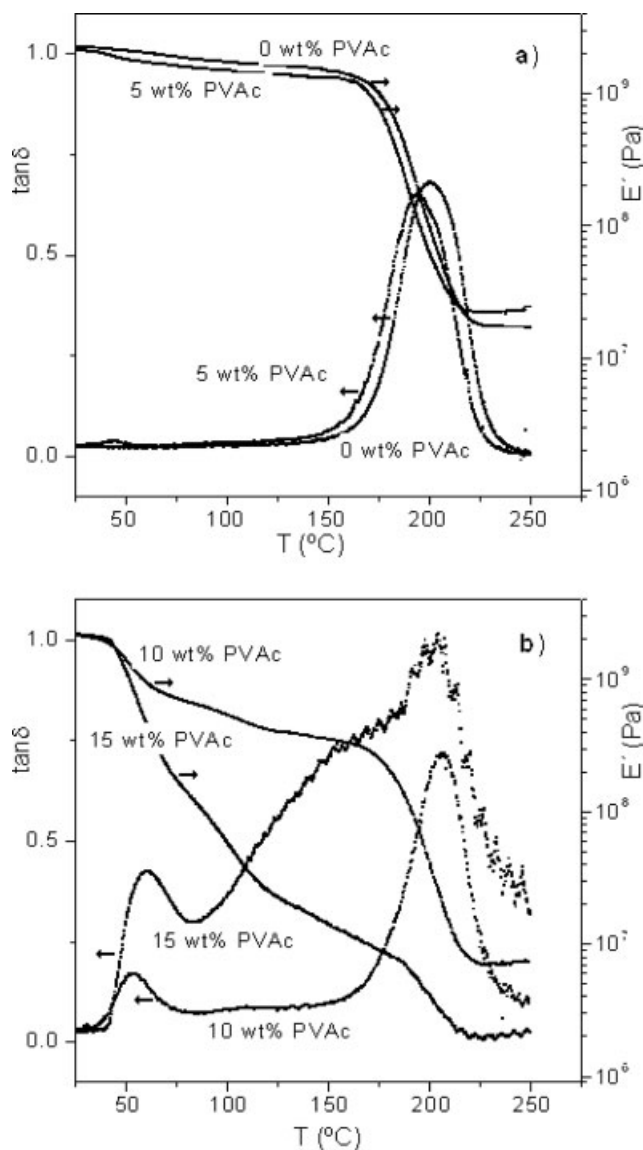 a)
0 wt% PVAc
5 wt% PVAc
5 wt% PVAc
0 wt% PVAc
tanδ
1.0
0.5
0.0
E´ (Pa)
10⁹
10⁸
10⁷
10⁶
50 100 150 200 250
T (ºC)
b)
10 wt% PVAc
15 wt% PVAc
15 wt% PVAc
10 wt% PVAc
tanδ
1.0
0.5
0.0
E´ (Pa)
10⁹
10⁸
10⁷
10⁶
50 100 150 200 250
T (ºC)